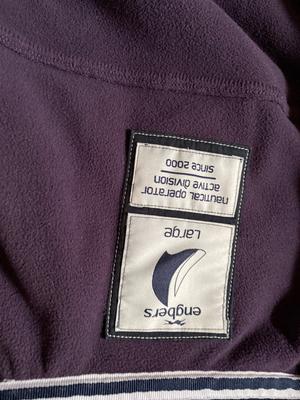 engbers
Large
nautical operator
active division
since 2000